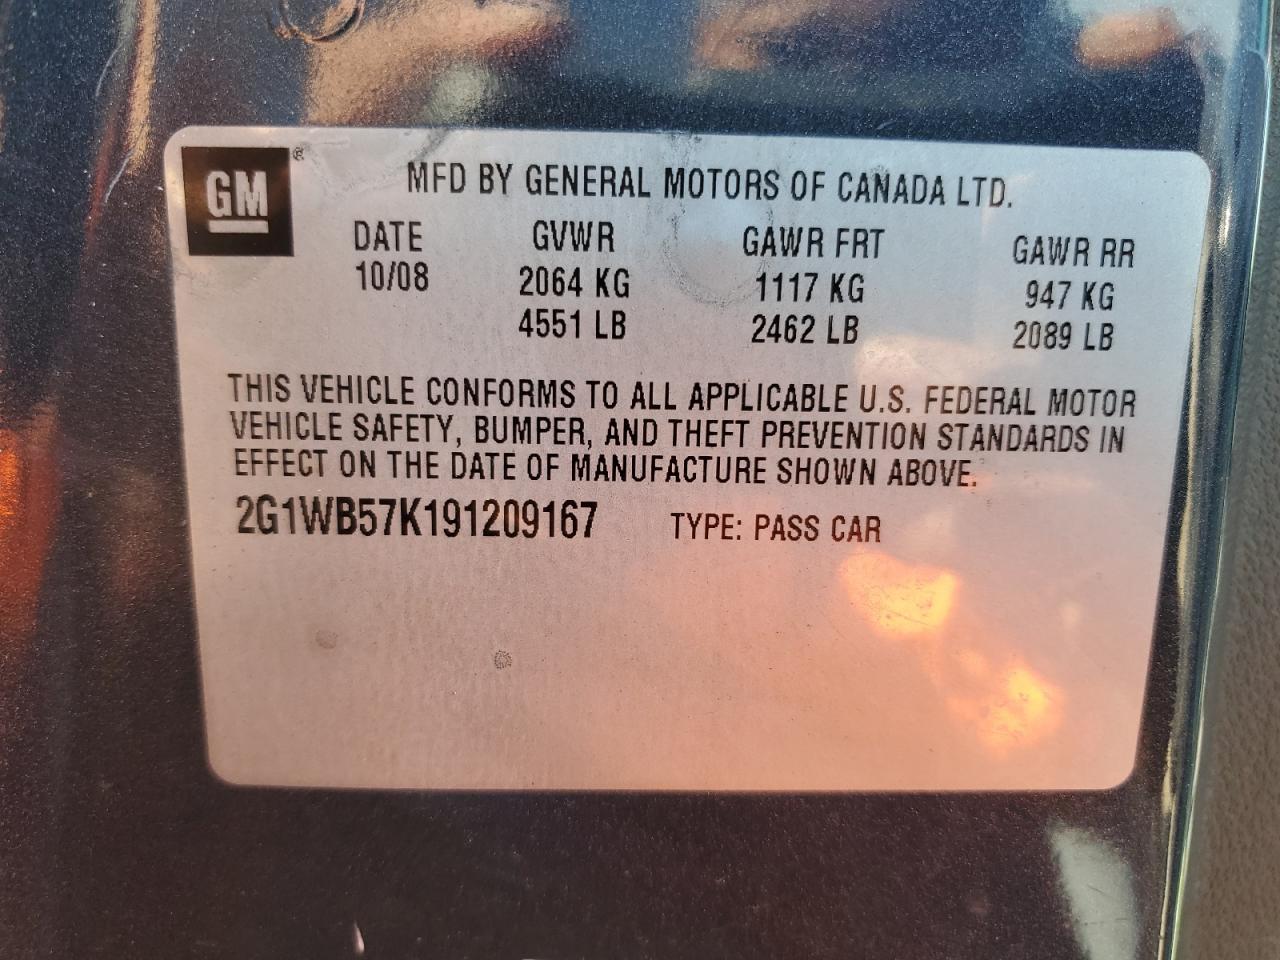 GM ®
MFD BY GENERAL MOTORS OF CANADA LTD.
DATE GVWR GAWR FRT GAWR RR
10/08 2064 KG 1117 KG 947 KG
4551 LB 2462 LB 2089 LB
THIS VEHICLE CONFORMS TO ALL APPLICABLE U.S. FEDERAL MOTOR
VEHICLE SAFETY, BUMPER, AND THEFT PREVENTION STANDARDS IN
EFFECT ON THE DATE OF MANUFACTURE SHOWN ABOVE.
2G1WB57K191209167 TYPE: PASS CAR